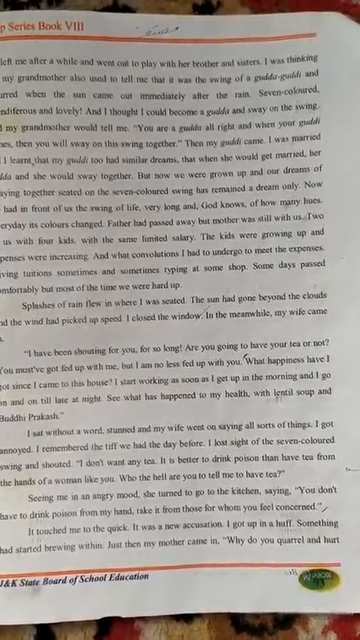 p Series Book VIII
left me after a while and went out to play with her brother and sisters. I was thinking
my grandmother also used to tell me that it was the swing of a gudda-guddi and
urred when the sun came out immediately after the rain. Seven-coloured,
ndiferous and lovely! And I thought I could become a gudda and sway on the swing.
d my grandmother would tell me. "You are a gudda all right and when your guddi
nes, then you will sway on this swing together." Then my guddi came. I was married
I learnt that my guddi too had similar dreams, that when she would get married, her
dda and she would sway together. But now we were grown up and our dreams of
aying together seated on the seven-coloured swing has remained a dream only. Now
had in front of us the swing of life, very long and, God knows, of how many hues.
eryday its colours changed. Father had passed away but mother was still with us. Two
us with four kids, with the same limited salary. The kids were growing up and
penses were increasing. And what convolutions I had to undergo to meet the expenses.
iving tuitions sometimes and sometimes typing at some shop. Some days passed
omfortably but most of the time we were hard up.
Splashes of rain flew in where I was seated. The sun had gone beyond the clouds
nd the wind had picked up speed. I closed the window. In the meanwhile, my wife came
"I have been shouting for you, for so long! Are you going to have your tea or not?
You must've got fed up with me, but I am no less fed up with you. What happiness have I
got since I came to this house? I start working as soon as I get up in the morning and I go
on and on till late at night. See what has happened to my health, with lentil soup and
Buddhi Prakash."
I sat without a word, stunned and my wife went on saying all sorts of things. I got
annoyed. I remembered the tiff we had the day before. I lost sight of the seven-coloured
swing and shouted. "I don't want any tea. It is better to drink poison than have tea from
the hands of a woman like you. Who the hell are you to tell me to have tea?"
Seeing me in an angry mood, she turned to go to the kitchen, saying, "You don't
have to drink poison from my hand, take it from those for whom you feel concerned."
It touched me to the quick. It was a new accusation. I got up in a huff. Something
had started brewing within. Just then my mother came in, "Why do you quarrel and hurt
J&K State Board of School Education